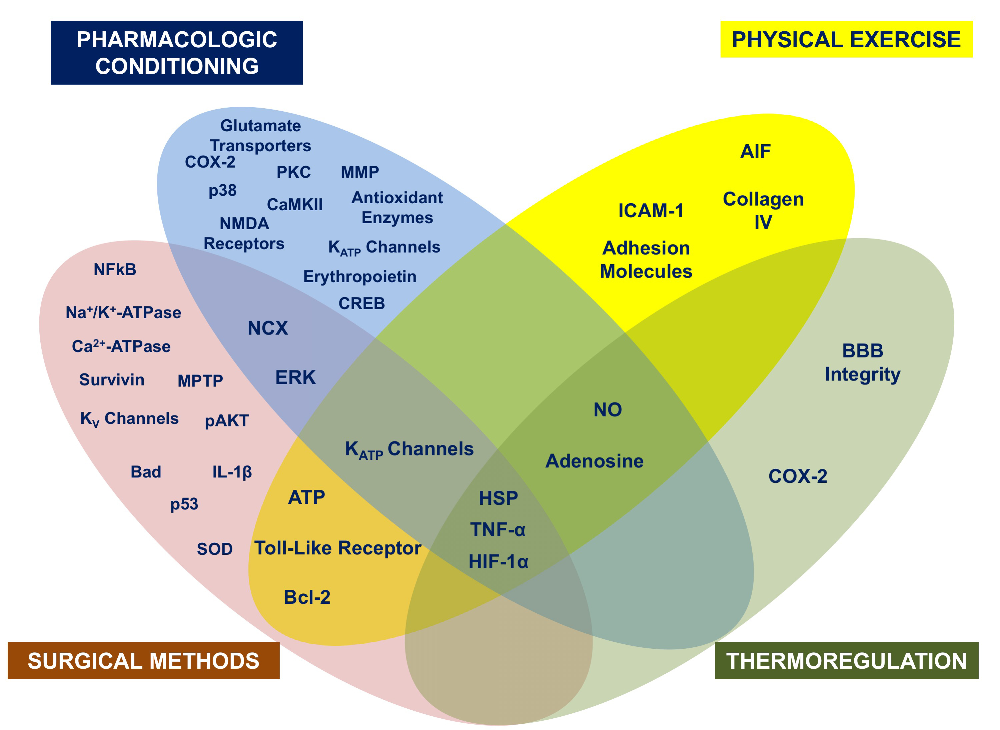 PHARMACOLOGIC
CONDITIONING
PHYSICAL EXERCISE
Glutamate
Transporters
COX-2
PKC
MMP
p38
CaMKII
Antioxidant
Enzymes
NMDA
Receptors
K_ATP Channels
Erythropoietin
CREB
AIF
Collagen
IV
ICAM-1
Adhesion
Molecules
NFkB
Na⁺/K⁺-ATPase
Ca²⁺-ATPase
Survivin
MPTP
K_V Channels
pAKT
Bad
IL-1β
p53
SOD
NCX
ERK
K_ATP Channels
ATP
Toll-Like Receptor
Bcl-2
NO
Adenosine
HSP
TNF-α
HIF-1α
BBB
Integrity
COX-2
SURGICAL METHODS
THERMOREGULATION